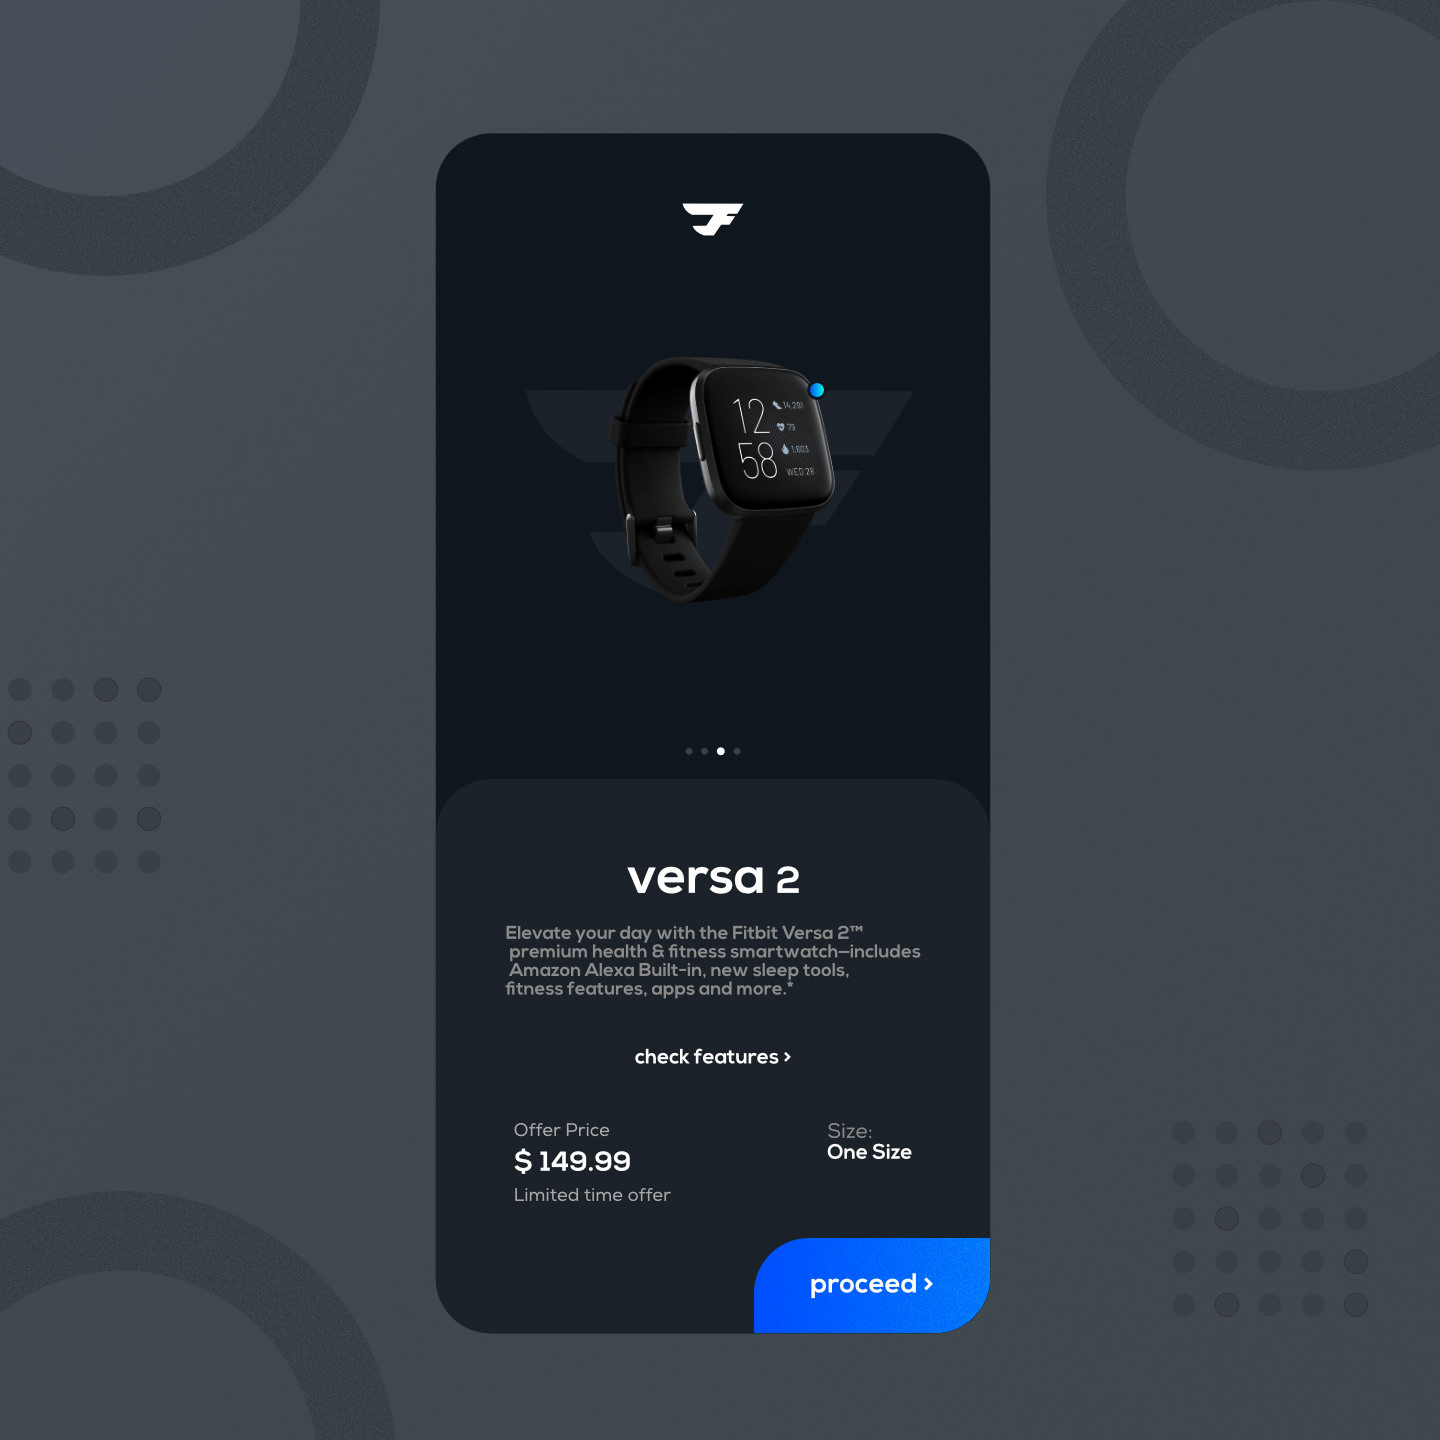 12
58
14,291
79
1,803
WED 28
versa 2
Elevate your day with the Fitbit Versa 2™
premium health & fitness smartwatch—includes
Amazon Alexa Built-in, new sleep tools,
fitness features, apps and more.*
check features >
Offer Price
$ 149.99
Limited time offer
Size:
One Size
proceed >